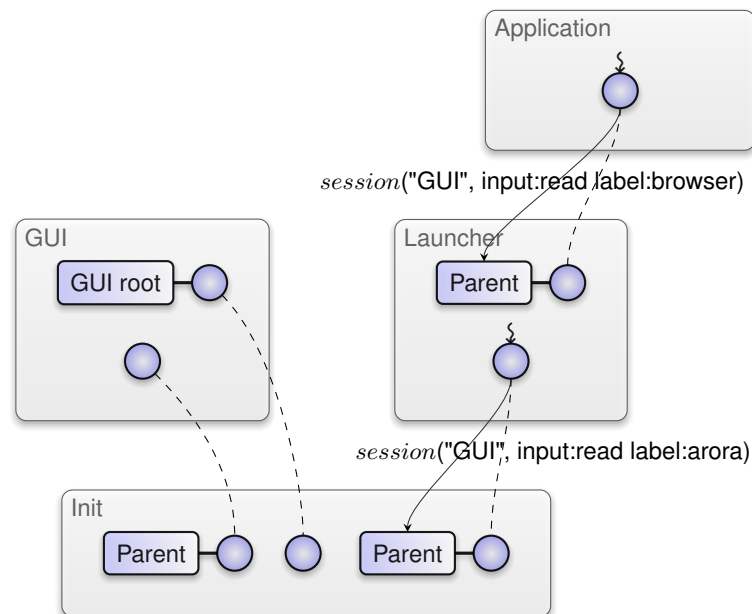 Application
session("GUI", input:read label:browser)
GUI
Launcher
GUI root
Parent
session("GUI", input:read label:arora)
Init
Parent
Parent